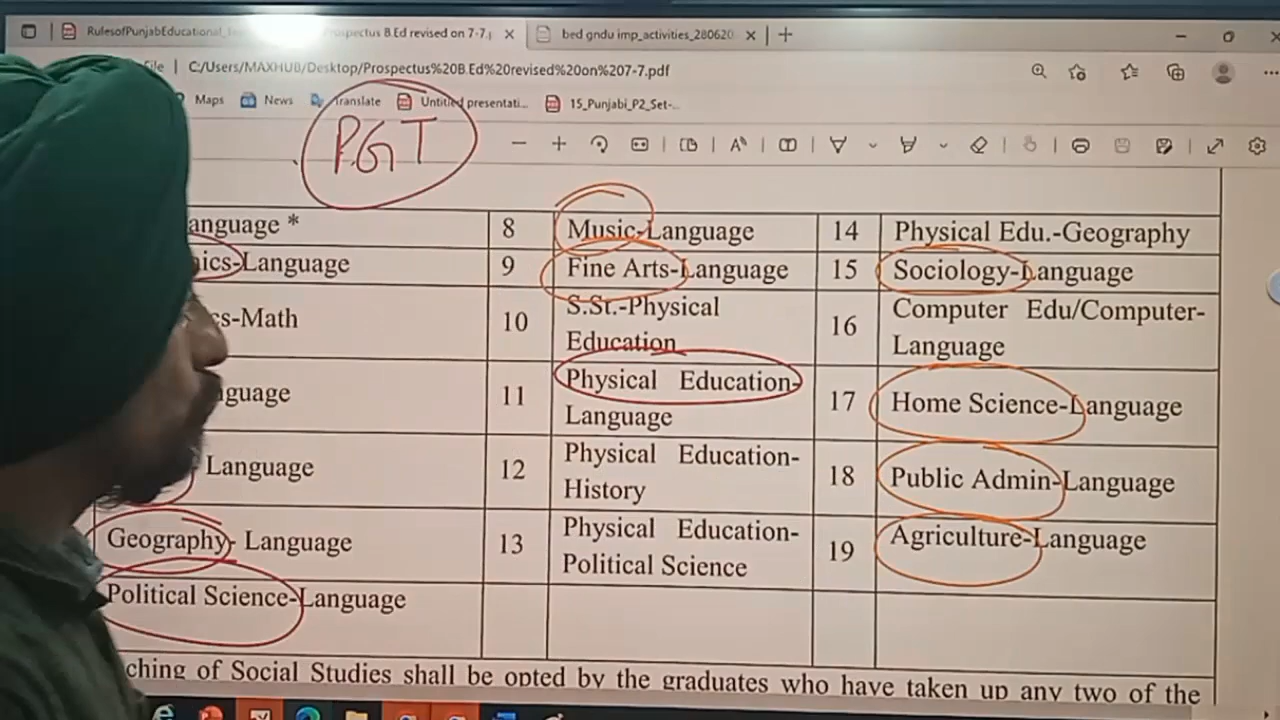 RulesofPunjabEducational_
ospectus B.Ed revised on 7-7.p
bed gndu imp_activities_280620
File | C:/Users/MAXHUB/Desktop/Prospectus%20B.Ed%20revised%20on%207-7.pdf
Maps
News
Translate
Untitled presentati...
15_Punjabi_P2_Set-...
P.G T
anguage *
8
Music-Language
14
Physical Edu.-Geography
ics-Language
9
Fine Arts-Language
15
Sociology-Language
cs-Math
10
S.St.-Physical
Education
16
Computer Edu/Computer-
Language
guage
11
Physical Education-
Language
17
Home Science-Language
Language
12
Physical Education-
History
18
Public Admin-Language
Geography- Language
13
Physical Education-
Political Science
19
Agriculture-Language
Political Science-Language
ching of Social Studies shall be opted by the graduates who have taken up any two of the